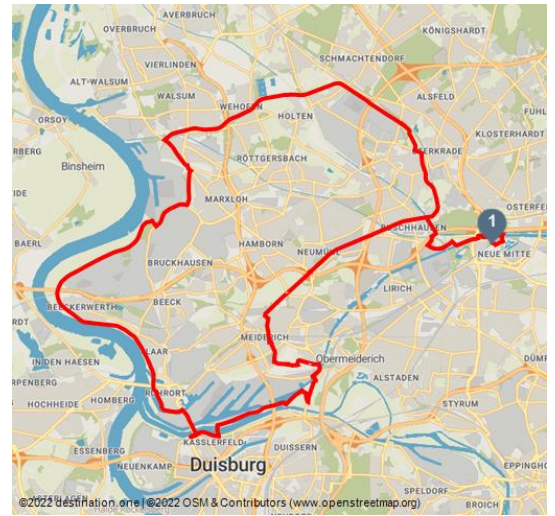 AVERBRUCH
KÖNIGSHARDT
OVERBRUCH
SCHMACHTENDORF
VIERLINDEN
ALT-WALSUM
WALSUM
WEHOFEN
ALSFELD
ORSOY
HOLTEN
FUHL
STERKRADE
KLOSTERHARDT
RÖTTGERSBACH
Binsheim
MARXLOH
OSTERFE
1
BUSCHHAUSEN
BAERL
HAMBORN
NEUMÜHL
NEUE MITTE
BRUCKHAUSEN
LIRICH
BEECK
BEECKERWERTH
MEIDERICH
IN DEN HAESEN
LAAR
Obermeiderich
ALSTADEN
HOMBERG
RUHRORT
HOCHHEIDE
STYRUM
KASSLERFELD
DUISSERN
ESSENBERG
NEUENKAMP
Duisburg
EPPINGHO
SPELDORF
BROICH
©2022 destination.one | ©2022 OSM & Contributors (www.openstreetmap.org)